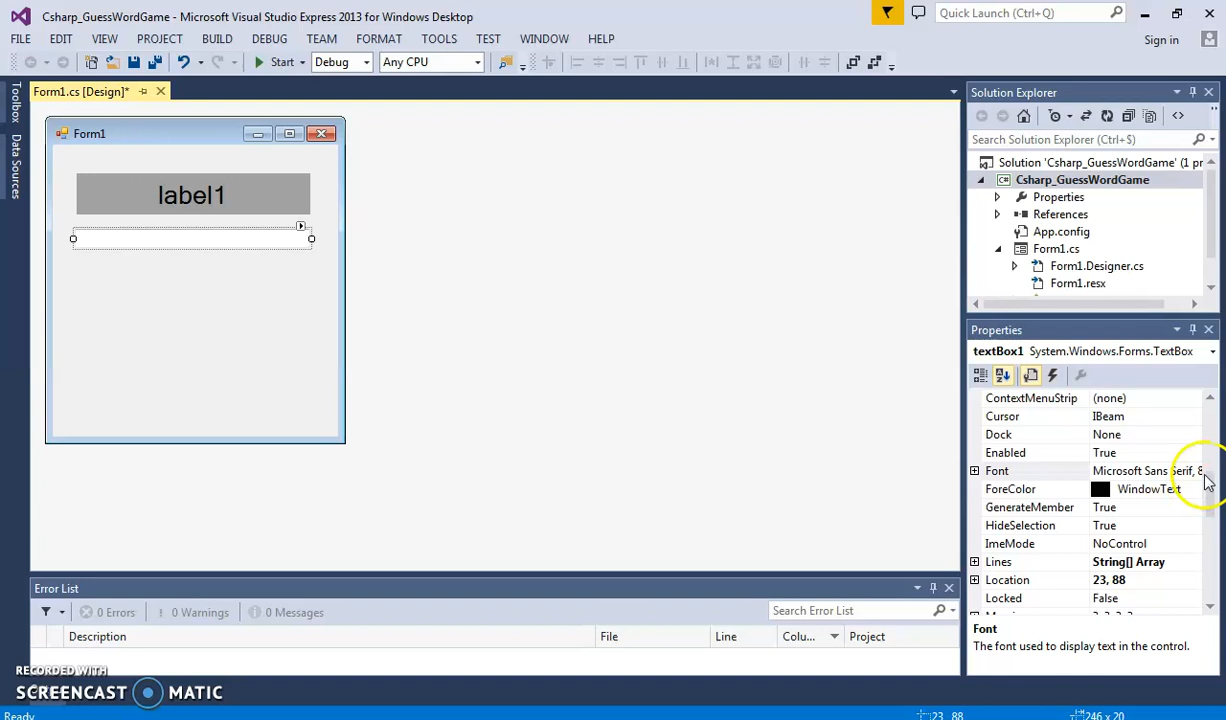 Csharp_GuessWordGame - Microsoft Visual Studio Express 2013 for Windows Desktop
Quick Launch (Ctrl+Q)
FILE EDIT VIEW PROJECT BUILD DEBUG TEAM FORMAT TOOLS TEST WINDOW HELP
Sign in
Start Debug Any CPU
Toolbox
Data Sources
Form1.cs [Design]*
Form1
label1
Solution Explorer
Search Solution Explorer (Ctrl+$)
Solution 'Csharp_GuessWordGame' (1 pr
Csharp_GuessWordGame
Properties
References
App.config
Form1.cs
Form1.Designer.cs
Form1.resx
Properties
textBox1 System.Windows.Forms.TextBox
ContextMenuStrip (none)
Cursor IBeam
Dock None
Enabled True
Font Microsoft Sans Serif, 8
ForeColor WindowText
GenerateMember True
HideSelection True
ImeMode NoControl
Lines String[] Array
Location 23, 88
Locked False
Font
The font used to display text in the control.
Error List
0 Errors 0 Warnings 0 Messages
Search Error List
Description File Line Colu... Project
RECORDED WITH
SCREENCAST MATIC
Ready 23, 88 246 x 20